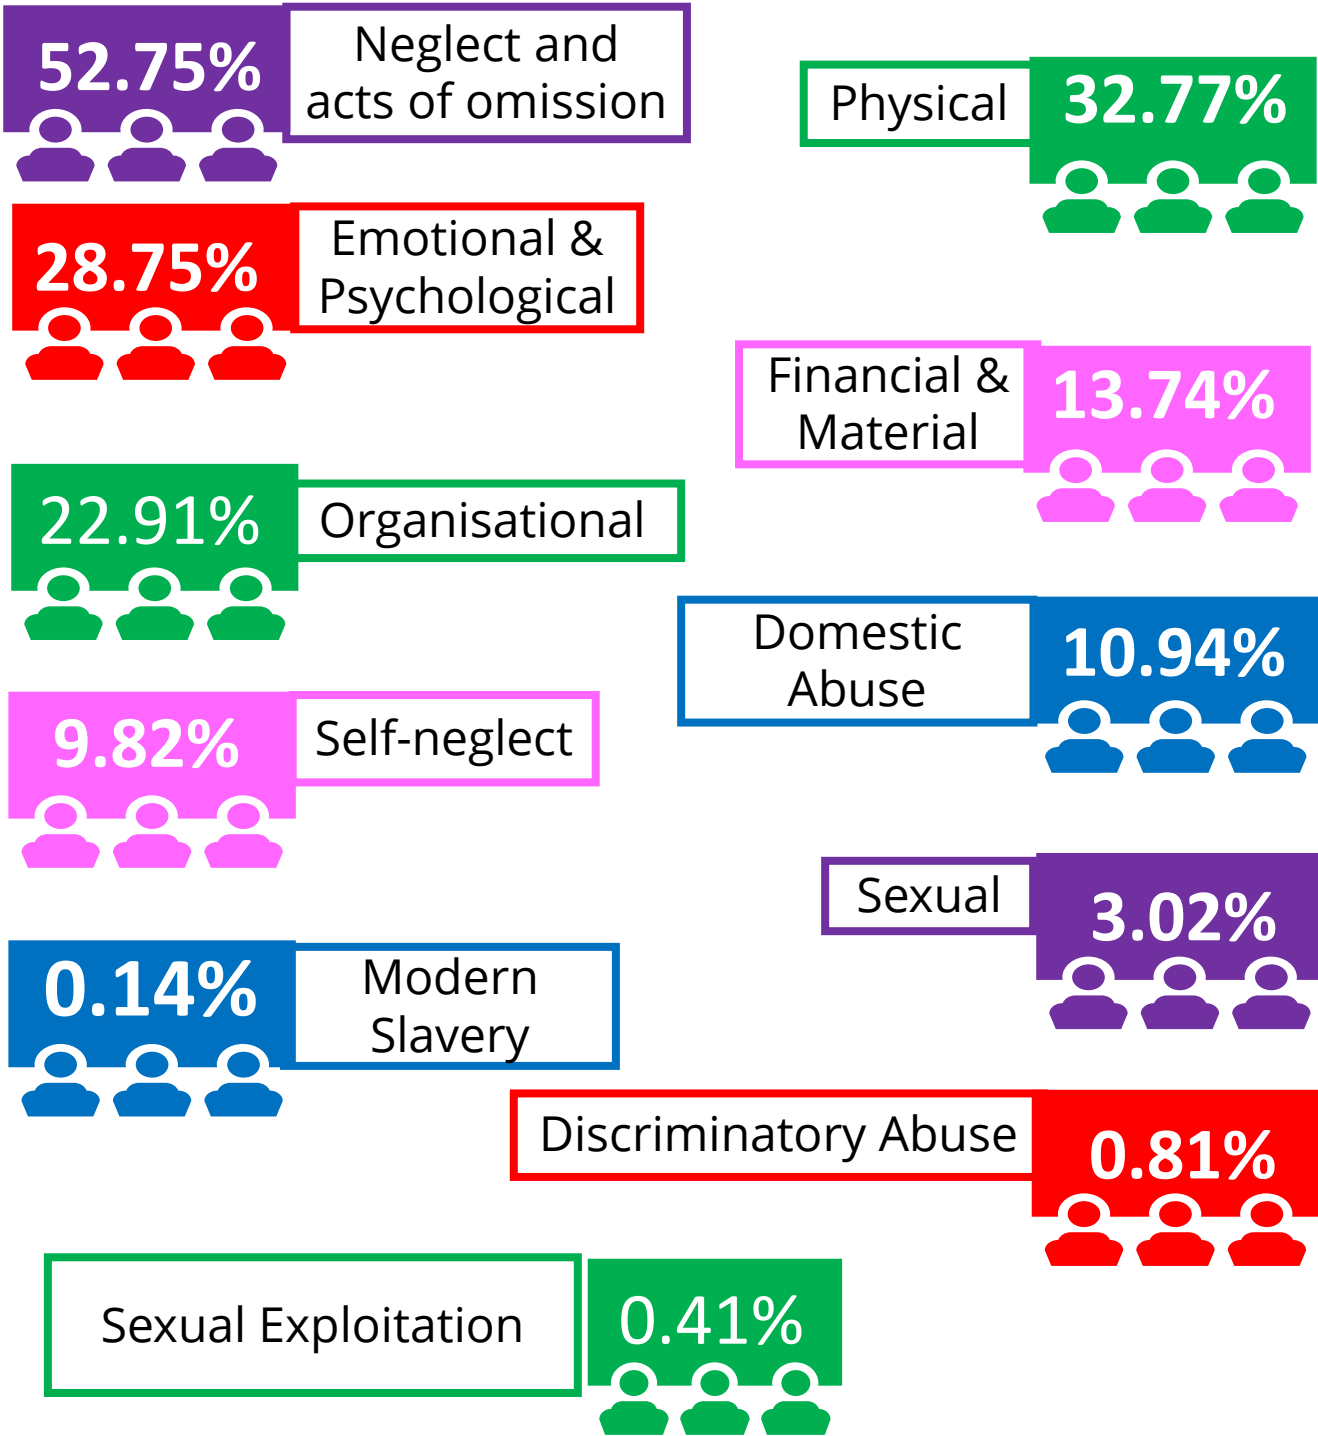 52.75%
Neglect and
acts of omission
Physical
32.77%
28.75%
Emotional &
Psychological
Financial &
Material
13.74%
22.91%
Organisational
Domestic
Abuse
10.94%
9.82%
Self-neglect
Sexual
3.02%
0.14%
Modern
Slavery
Discriminatory Abuse
0.81%
Sexual Exploitation
0.41%